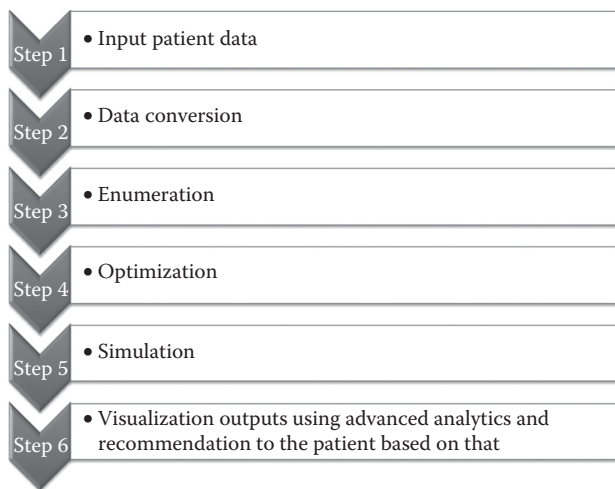 Step 1
• Input patient data
Step 2
• Data conversion
Step 3
• Enumeration
Step 4
• Optimization
Step 5
• Simulation
Step 6
• Visualization outputs using advanced analytics and
recommendation to the patient based on that